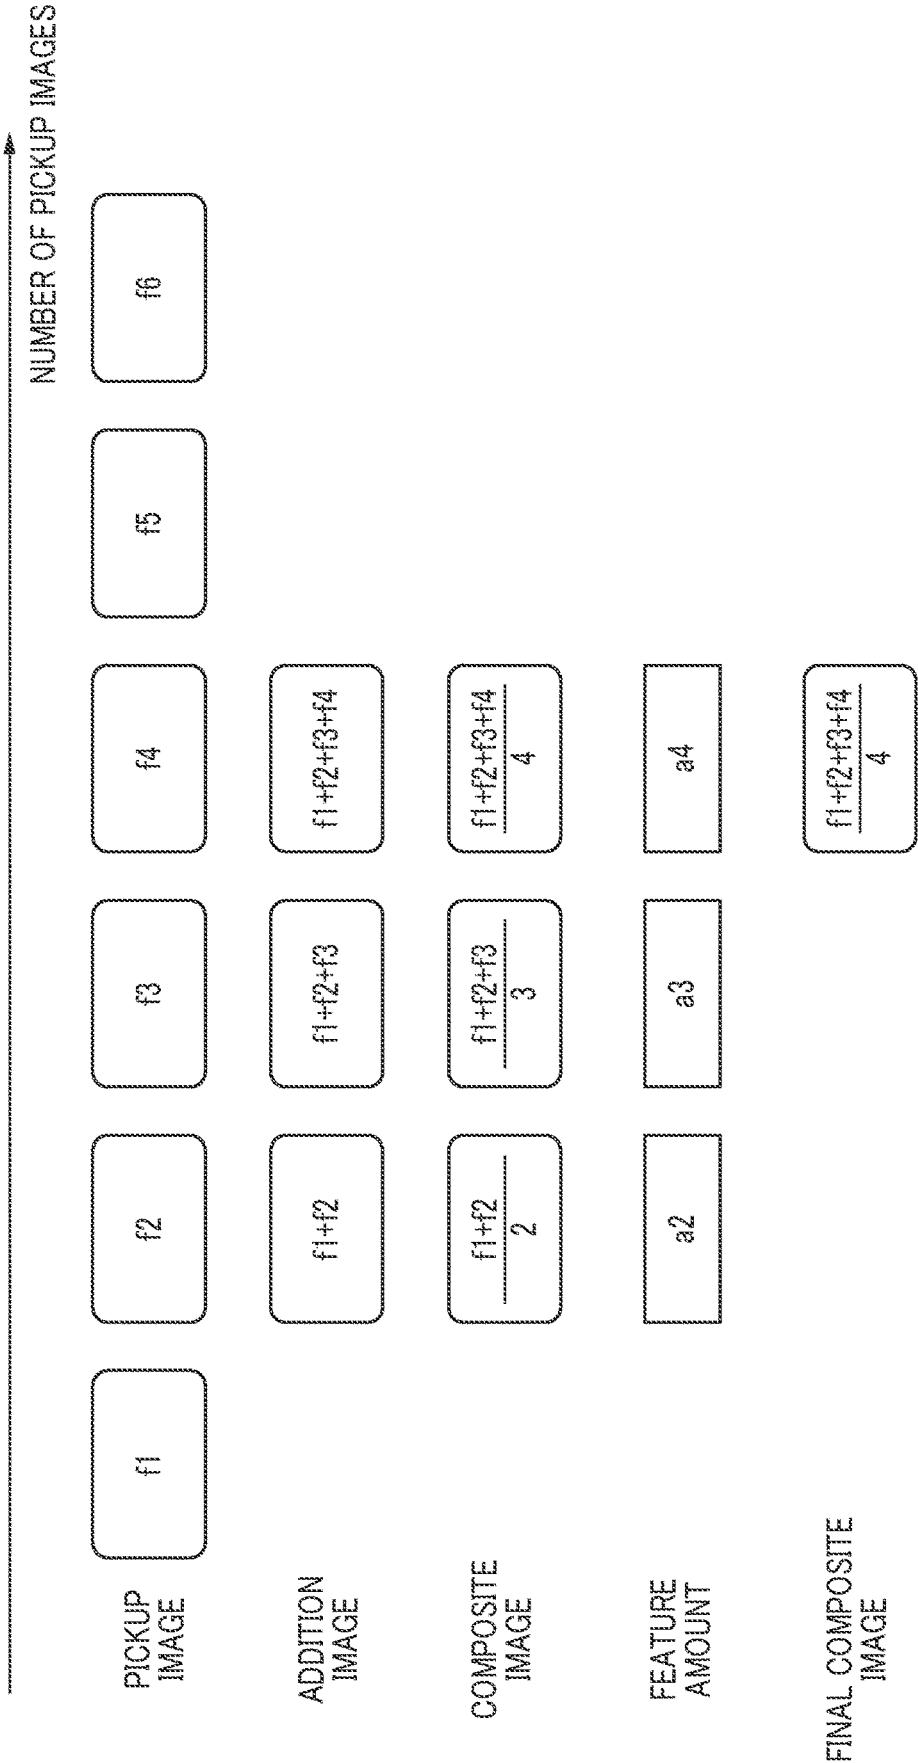 NUMBER OF PICKUP IMAGES
PICKUP
IMAGE
f1
f2
f3
f4
f5
f6
ADDITION
IMAGE
f1+f2
f1+f2+f3
f1+f2+f3+f4
COMPOSITE
IMAGE
f1+f2
2
f1+f2+f3
3
f1+f2+f3+f4
4
FEATURE
AMOUNT
a2
a3
a4
FINAL COMPOSITE
IMAGE
f1+f2+f3+f4
4